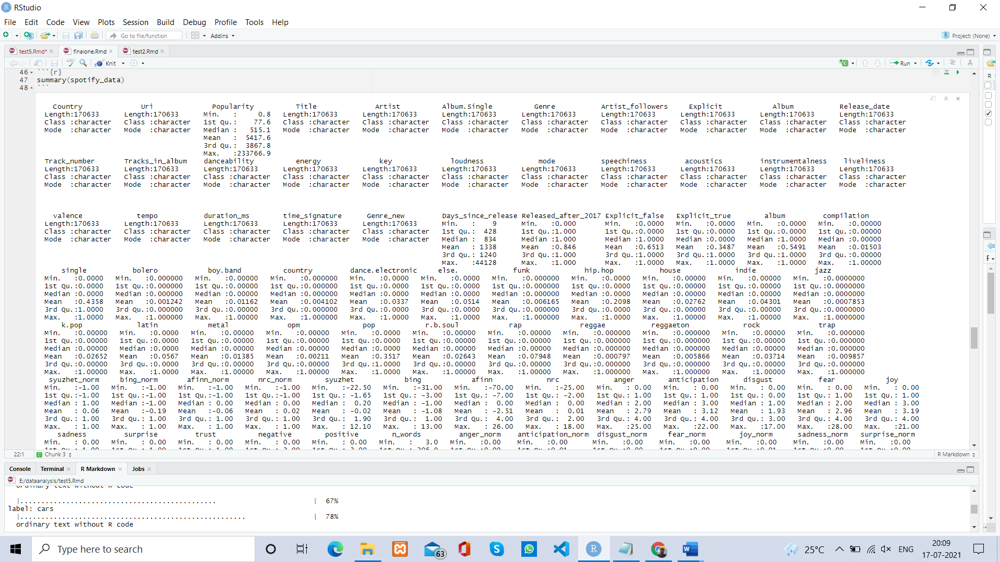 RStudio
File Edit Code View Plots Session Build Debug Profile Tools Help
Go to file/function Addins Project: (None)
test5.Rmd* finalone.Rmd test2.Rmd
ABC Knit Run
46 ```{r}
47 summary(spotify_data)
48 ```
Country Uri Popularity Title Artist Album.Single Genre Artist_followers Explicit Album Release_date
Length:170633 Length:170633 Min. : 0.8 Length:170633 Length:170633 Length:170633 Length:170633 Length:170633 Length:170633 Length:170633 Length:170633
Class :character Class :character 1st Qu.: 77.6 Class :character Class :character Class :character Class :character Class :character Class :character Class :character Class :character
Mode :character Mode :character Median : 515.1 Mode :character Mode :character Mode :character Mode :character Mode :character Mode :character Mode :character Mode :character
Mean : 5417.6
3rd Qu.: 3867.8
Max. :233766.9
Track_number Tracks_in_album danceability energy key loudness mode speechiness acoustics instrumentalness liveliness
Length:170633 Length:170633 Length:170633 Length:170633 Length:170633 Length:170633 Length:170633 Length:170633 Length:170633 Length:170633 Length:170633
Class :character Class :character Class :character Class :character Class :character Class :character Class :character Class :character Class :character Class :character Class :character
Mode :character Mode :character Mode :character Mode :character Mode :character Mode :character Mode :character Mode :character Mode :character Mode :character Mode :character
valence tempo duration_ms time_signature Genre_new Days_since_release Released_after_2017 Explicit_false Explicit_true album compilation
Length:170633 Length:170633 Length:170633 Length:170633 Length:170633 Min. : 9 Min. :0.000 Min. :0.0000 Min. :0.0000 Min. :0.0000 Min. :0.00000
Class :character Class :character Class :character Class :character Class :character 1st Qu.: 428 1st Qu.:1.000 1st Qu.:0.0000 1st Qu.:0.0000 1st Qu.:0.0000 1st Qu.:0.00000
Mode :character Mode :character Mode :character Mode :character Mode :character Median : 834 Median :1.000 Median :1.0000 Median :0.0000 Median :1.0000 Median :0.00000
Mean : 1338 Mean :0.846 Mean :0.6513 Mean :0.3487 Mean :0.5491 Mean :0.01503
3rd Qu.: 1240 3rd Qu.:1.000 3rd Qu.:1.0000 3rd Qu.:1.0000 3rd Qu.:1.0000 3rd Qu.:0.00000
Max. :44128 Max. :1.000 Max. :1.0000 Max. :1.0000 Max. :1.0000 Max. :1.00000
single bolero boy.band country dance.electronic else. funk hip.hop house indie jazz
Min. :0.0000 Min. :0.000000 Min. :0.00000 Min. :0.000000 Min. :0.0000 Min. :0.0000 Min. :0.000000 Min. :0.0000 Min. :0.00000 Min. :0.00000 Min. :0.0000000
1st Qu.:0.0000 1st Qu.:0.000000 1st Qu.:0.00000 1st Qu.:0.000000 1st Qu.:0.0000 1st Qu.:0.0000 1st Qu.:0.000000 1st Qu.:0.0000 1st Qu.:0.00000 1st Qu.:0.00000 1st Qu.:0.0000000
Median :0.0000 Median :0.000000 Median :0.00000 Median :0.000000 Median :0.0000 Median :0.0000 Median :0.000000 Median :0.0000 Median :0.00000 Median :0.00000 Median :0.0000000
Mean :0.4358 Mean :0.001242 Mean :0.01162 Mean :0.004102 Mean :0.0337 Mean :0.0514 Mean :0.006165 Mean :0.2098 Mean :0.02762 Mean :0.04301 Mean :0.0007853
3rd Qu.:1.0000 3rd Qu.:0.000000 3rd Qu.:0.00000 3rd Qu.:0.000000 3rd Qu.:0.0000 3rd Qu.:0.0000 3rd Qu.:0.000000 3rd Qu.:0.0000 3rd Qu.:0.00000 3rd Qu.:0.00000 3rd Qu.:0.0000000
Max. :1.0000 Max. :1.000000 Max. :1.00000 Max. :1.000000 Max. :1.0000 Max. :1.0000 Max. :1.000000 Max. :1.0000 Max. :1.00000 Max. :1.00000 Max. :1.0000000
k.pop latin metal opm pop r.b.soul rap reggae reggaeton rock trap
Min. :0.00000 Min. :0.0000 Min. :0.00000 Min. :0.00000 Min. :0.0000 Min. :0.00000 Min. :0.00000 Min. :0.000000 Min. :0.000000 Min. :0.00000 Min. :0.000000
1st Qu.:0.00000 1st Qu.:0.0000 1st Qu.:0.00000 1st Qu.:0.00000 1st Qu.:0.0000 1st Qu.:0.00000 1st Qu.:0.00000 1st Qu.:0.000000 1st Qu.:0.000000 1st Qu.:0.00000 1st Qu.:0.000000
Median :0.00000 Median :0.0000 Median :0.00000 Median :0.00000 Median :0.0000 Median :0.00000 Median :0.00000 Median :0.000000 Median :0.000000 Median :0.00000 Median :0.000000
Mean :0.02652 Mean :0.0567 Mean :0.01385 Mean :0.00211 Mean :0.3517 Mean :0.02643 Mean :0.07948 Mean :0.000797 Mean :0.005866 Mean :0.03714 Mean :0.009857
3rd Qu.:0.00000 3rd Qu.:0.0000 3rd Qu.:0.00000 3rd Qu.:0.00000 3rd Qu.:1.0000 3rd Qu.:0.00000 3rd Qu.:0.00000 3rd Qu.:0.000000 3rd Qu.:0.000000 3rd Qu.:0.00000 3rd Qu.:0.000000
Max. :1.00000 Max. :1.0000 Max. :1.00000 Max. :1.00000 Max. :1.0000 Max. :1.00000 Max. :1.00000 Max. :1.000000 Max. :1.000000 Max. :1.00000 Max. :1.000000
syuzhet_norm bing_norm afinn_norm nrc_norm syuzhet bing afinn nrc anger anticipation disgust fear joy
Min. :-1.00 Min. :-1.00 Min. :-1.00 Min. :-1.00 Min. :-22.50 Min. :-31.00 Min. :-70.00 Min. :-25.00 Min. : 0.00 Min. : 0.00 Min. : 0.00 Min. : 0.00 Min. : 0.00
1st Qu.:-1.00 1st Qu.:-1.00 1st Qu.:-1.00 1st Qu.:-1.00 1st Qu.: -1.65 1st Qu.: -3.00 1st Qu.: -7.00 1st Qu.: -2.00 1st Qu.: 1.00 1st Qu.: 1.00 1st Qu.: 0.00 1st Qu.: 1.00 1st Qu.: 1.00
Median : 1.00 Median :-1.00 Median : 0.00 Median : 0.00 Median : 0.20 Median : -1.00 Median : 0.00 Median : 0.00 Median : 2.00 Median : 3.00 Median : 1.00 Median : 2.00 Median : 3.00
Mean : 0.06 Mean :-0.19 Mean :-0.06 Mean : 0.02 Mean : -0.02 Mean : -1.08 Mean : -2.51 Mean : 0.01 Mean : 2.79 Mean : 3.12 Mean : 1.93 Mean : 2.96 Mean : 3.19
3rd Qu.: 1.00 3rd Qu.: 1.00 3rd Qu.: 1.00 3rd Qu.: 1.00 3rd Qu.: 1.90 3rd Qu.: 1.00 3rd Qu.: 4.00 3rd Qu.: 2.00 3rd Qu.: 4.00 3rd Qu.: 4.00 3rd Qu.: 3.00 3rd Qu.: 4.00 3rd Qu.: 4.00
Max. : 1.00 Max. : 1.00 Max. : 1.00 Max. : 1.00 Max. : 12.10 Max. : 13.00 Max. : 26.00 Max. : 18.00 Max. :25.00 Max. :22.00 Max. :17.00 Max. :28.00 Max. :21.00
sadness surprise trust negative positive n_words anger_norm anticipation_norm disgust_norm fear_norm joy_norm sadness_norm surprise_norm
Min. : 0.00 Min. : 0.00 Min. : 0.00 Min. : 0.00 Min. : 0.00 Min. : 3.0 Min. :0.00 Min. :0.00 Min. :0.00 Min. :0.00 Min. :0.00 Min. :0.00 Min. :0.00
22:1 Chunk 3 R Markdown
Console Terminal R Markdown Jobs
E:/dataanalysis/test5.Rmd
ordinary text without R code
|.............................................. | 67%
label: cars
|..................................................... | 78%
ordinary text without R code
Type here to search 63 25°C ENG 20:09
17-07-2021